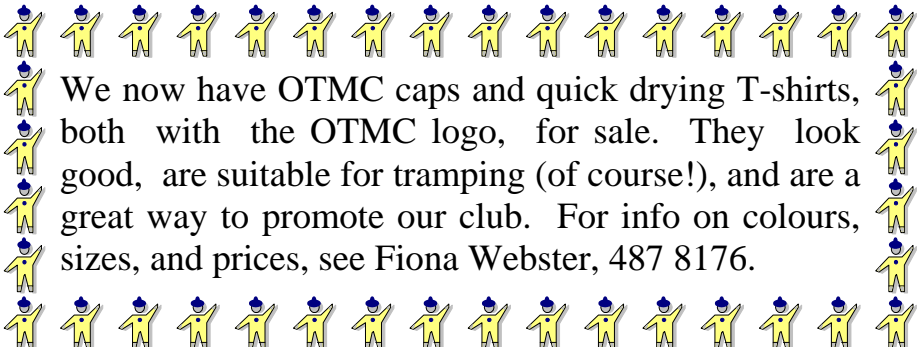 We now have OTMC caps and quick drying T-shirts,
both with the OTMC logo, for sale. They look
good, are suitable for tramping (of course!), and are a
great way to promote our club. For info on colours,
sizes, and prices, see Fiona Webster, 487 8176.